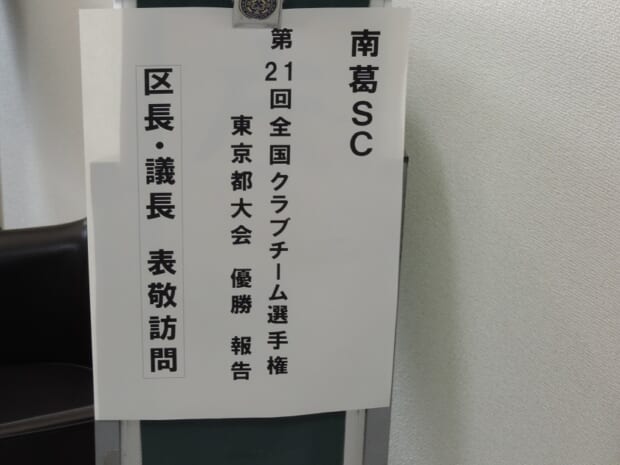 南葛SC
第21回全国クラブチーム選手権
東京都大会 優勝 報告
区長・議長 表敬訪問